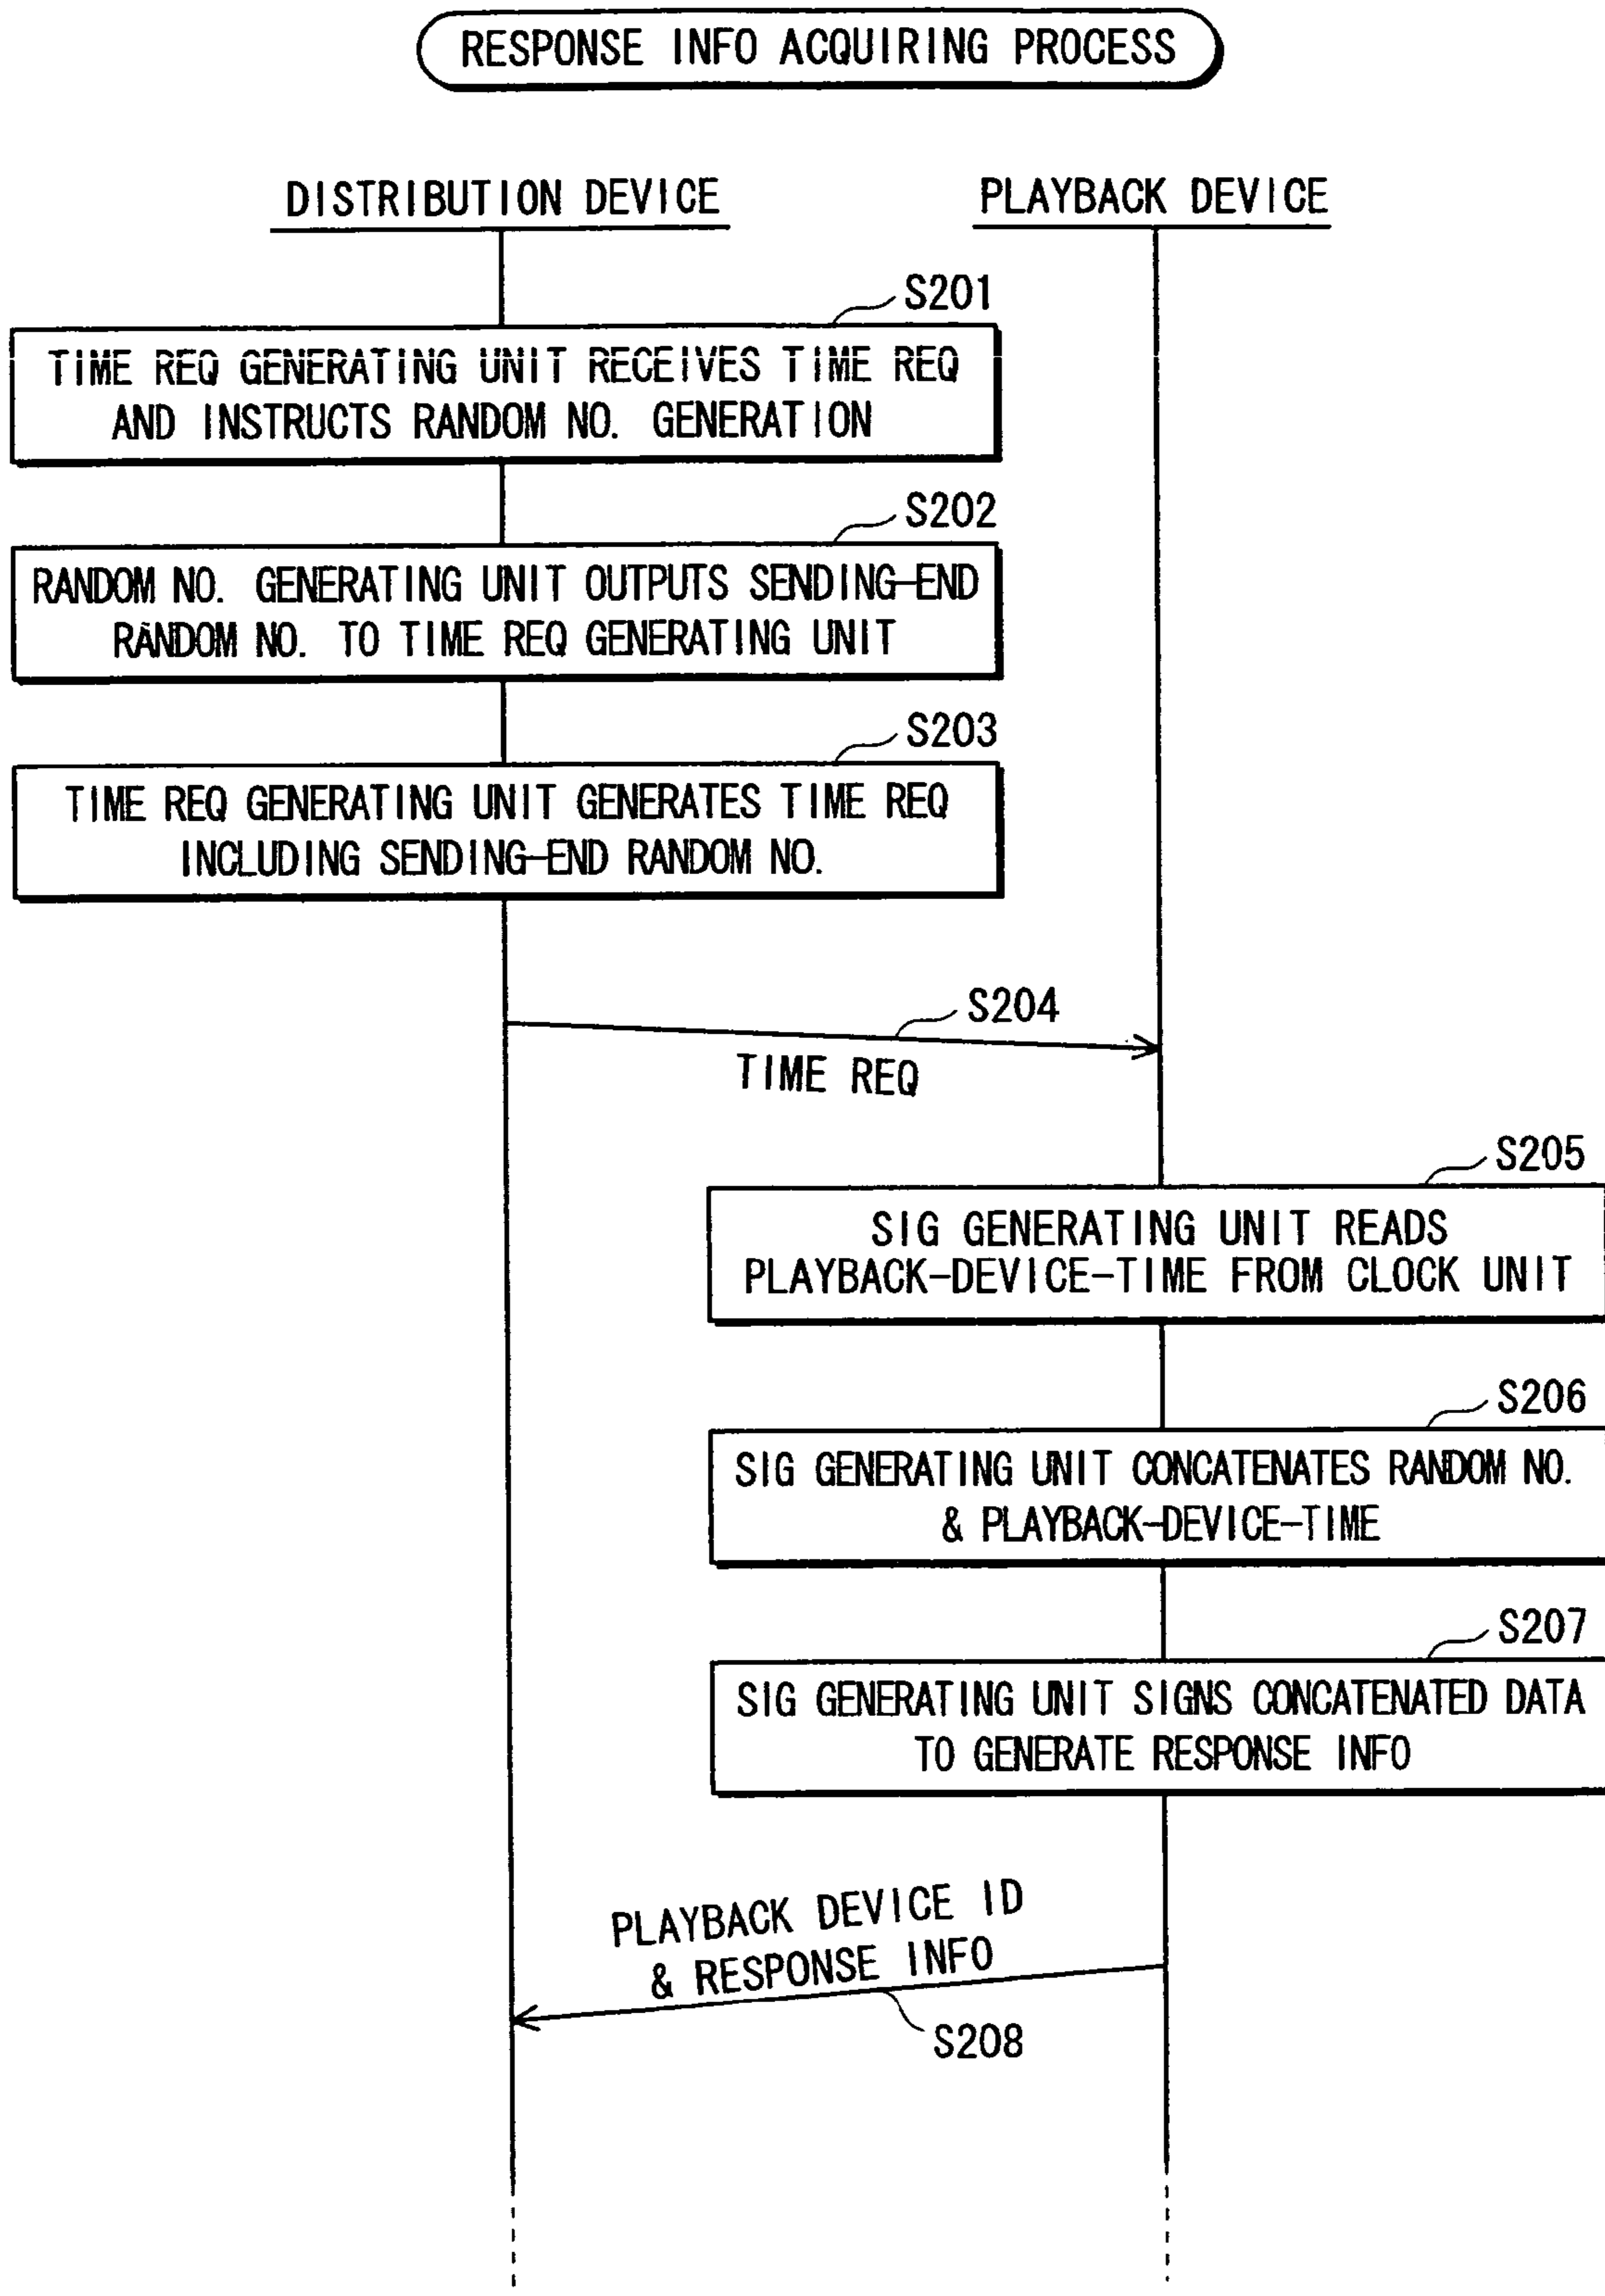 RESPONSE INFO ACQUIRING PROCESS
DISTRIBUTION DEVICE
PLAYBACK DEVICE
S201
TIME REQ GENERATING UNIT RECEIVES TIME REQ
AND INSTRUCTS RANDOM NO. GENERATION
S202
RANDOM NO. GENERATING UNIT OUTPUTS SENDING-END
RANDOM NO. TO TIME REQ GENERATING UNIT
S203
TIME REQ GENERATING UNIT GENERATES TIME REQ
INCLUDING SENDING-END RANDOM NO.
S204
TIME REQ
S205
SIG GENERATING UNIT READS
PLAYBACK-DEVICE-TIME FROM CLOCK UNIT
S206
SIG GENERATING UNIT CONCATENATES RANDOM NO.
& PLAYBACK-DEVICE-TIME
S207
SIG GENERATING UNIT SIGNS CONCATENATED DATA
TO GENERATE RESPONSE INFO
PLAYBACK DEVICE ID
& RESPONSE INFO
S208